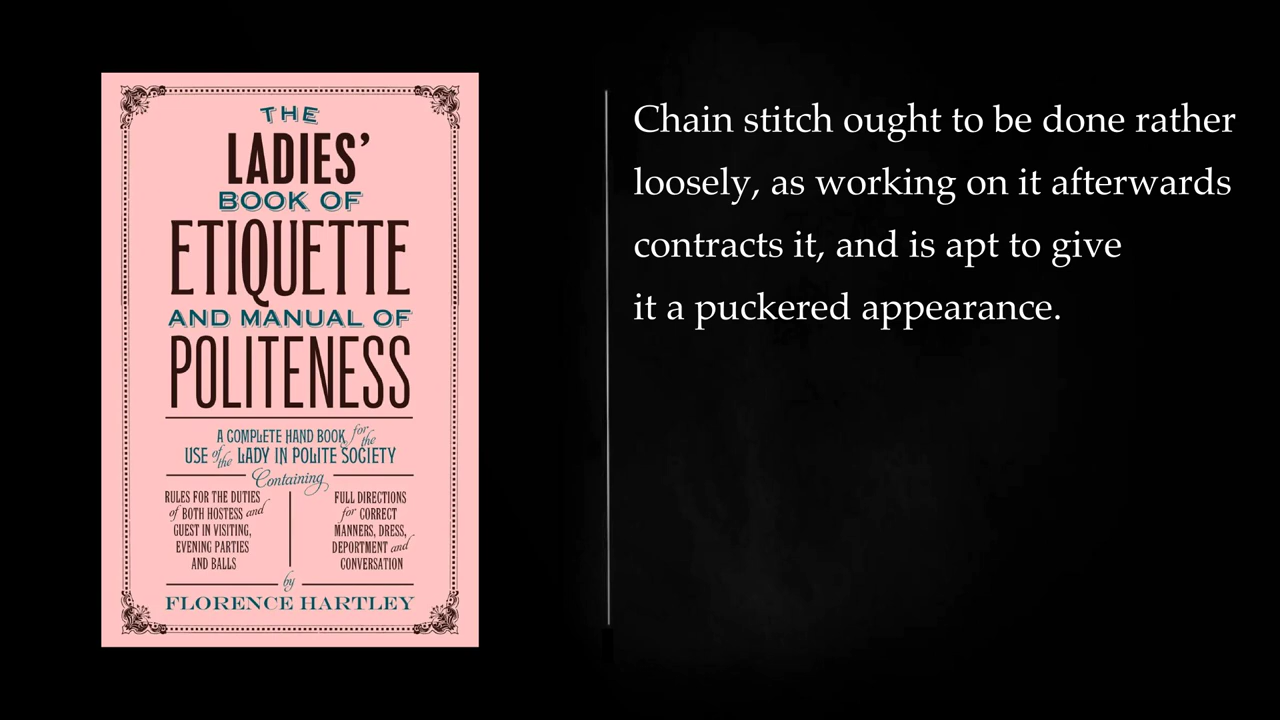 THE
LADIES'
BOOK OF
ETIQUETTE
AND MANUAL OF
POLITENESS
A COMPLETE HAND BOOK for the
USE of the LADY IN POLITE SOCIETY
Containing
RULES FOR THE DUTIES
of BOTH HOSTESS and
GUEST IN VISITING,
EVENING PARTIES
AND BALLS
FULL DIRECTIONS
for CORRECT
MANNERS, DRESS,
DEPORTMENT and
CONVERSATION
by
FLORENCE HARTLEY
Chain stitch ought to be done rather
loosely, as working on it afterwards
contracts it, and is apt to give
it a puckered appearance.